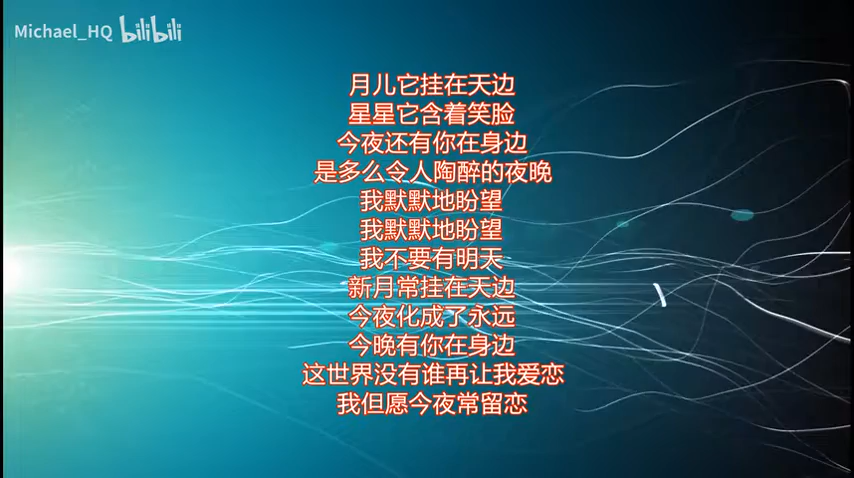 Michael_HQ bilibili
月儿它挂在天边
星星它含着笑脸
今夜还有你在身边
是多么令人陶醉的夜晚
我默默地盼望
我默默地盼望
我不要有明天
新月常挂在天边
今夜化成了永远
今晚有你在身边
这世界没有谁再让我爱恋
我但愿今夜常留恋